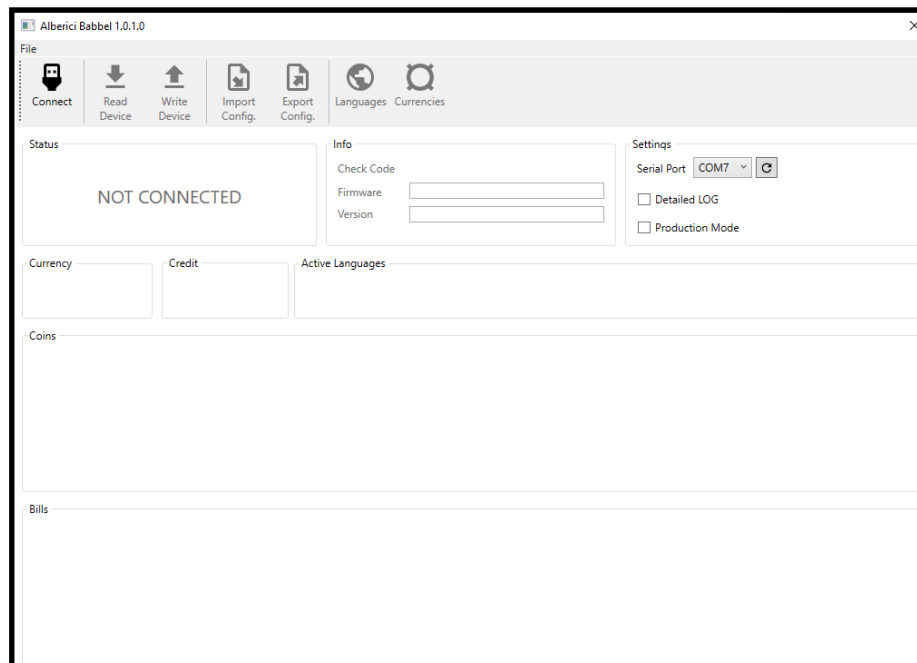 Alberici Babbel 1.0.1.0
File
Connect
Read
Device
Write
Device
Import
Config.
Export
Config.
Languages
Currencies
Status
NOT CONNECTED
Info
Check Code
Firmware
Version
Settings
Serial Port COM7
Detailed LOG
Production Mode
Currency
Credit
Active Languages
Coins
Bills